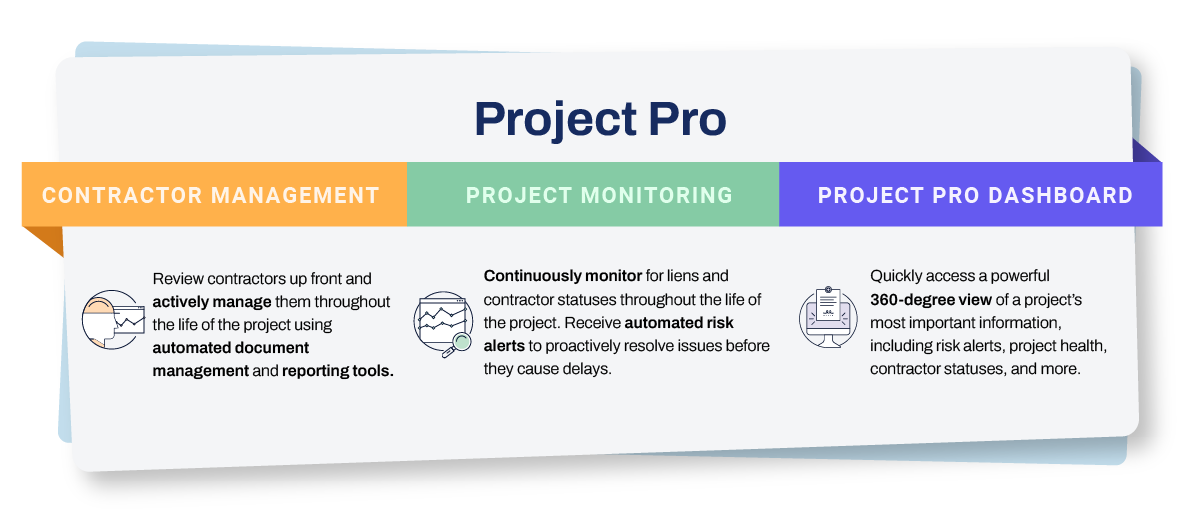 Project Pro
CONTRACTOR MANAGEMENT
PROJECT MONITORING
PROJECT PRO DASHBOARD
Review contractors up front and
actively manage them throughout
the life of the project using
automated document
management and reporting tools.
Continuously monitor for liens and
contractor statuses throughout the life of
the project. Receive automated risk
alerts to proactively resolve issues before
they cause delays.
Quickly access a powerful
360-degree view of a project's
most important information,
including risk alerts, project health,
contractor statuses, and more.